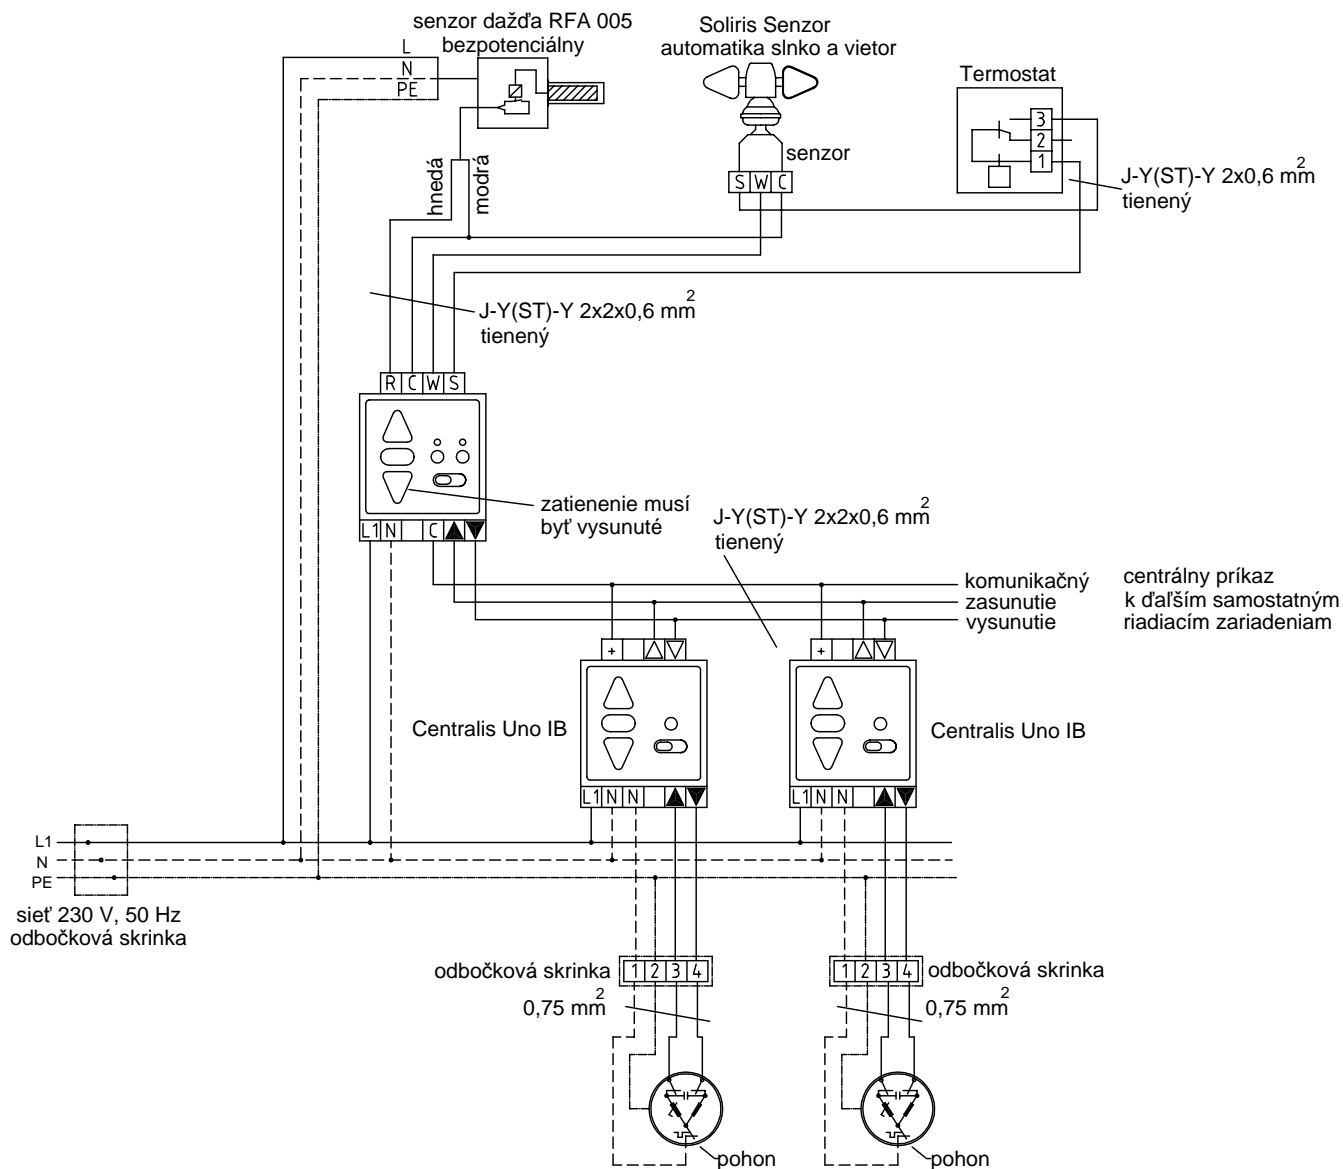 senzor dažďa RFA 005
bezpotenciálny
L
N
PE
Soliris Senzor
automatika slnko a vietor
Termostat
3
2
1
senzor
S W C
J-Y(ST)-Y 2x0,6 mm²
tienený
hnedá
modrá
J-Y(ST)-Y 2x2x0,6 mm²
tienený
R C W S
zatienenie musí
byť vysunuté
L1 N C
J-Y(ST)-Y 2x2x0,6 mm²
tienený
komunikačný
zasunutie
vysunutie
centrálny príkaz
k ďaľším samostatným
riadiacím zariadeniam
+
+
Centralis Uno IB
Centralis Uno IB
L1 N N
L1 N N
L1
N
PE
sieť 230 V, 50 Hz
odbočková skrinka
odbočková skrinka
1 2 3 4
1 2 3 4
odbočková skrinka
0,75 mm²
0,75 mm²
pohon
pohon